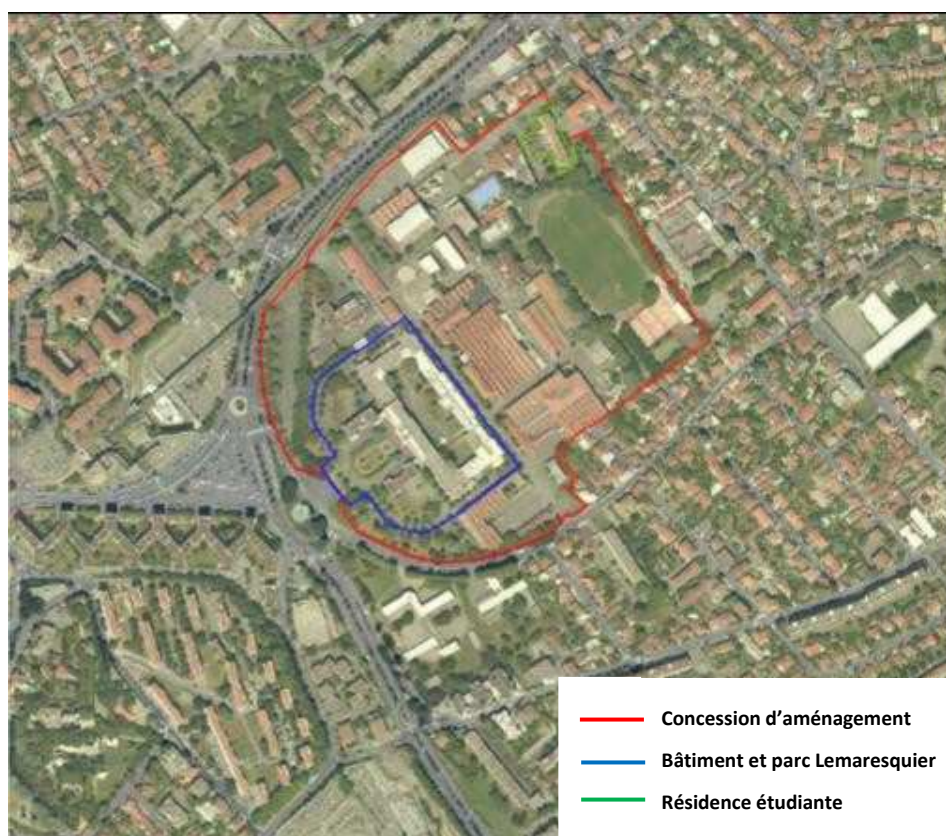 Concession d’aménagement
Bâtiment et parc Lemaresquier
Résidence étudiante